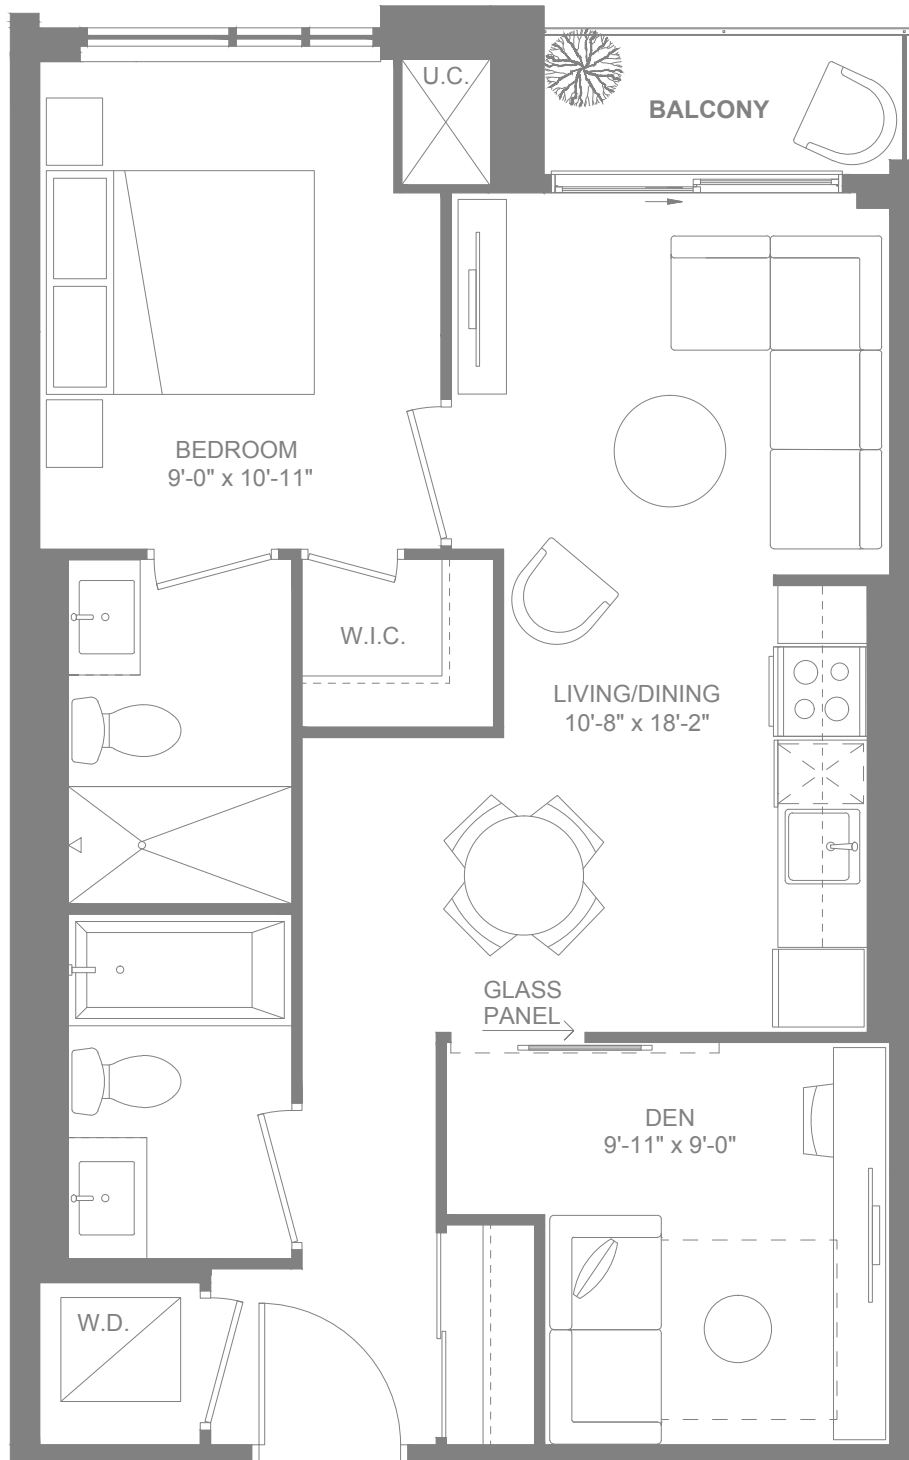 U.C.
BALCONY
BEDROOM
9'-0" x 10'-11"
W.I.C.
LIVING/DINING
10'-8" x 18'-2"
GLASS
PANEL
DEN
9'-11" x 9'-0"
W.D.